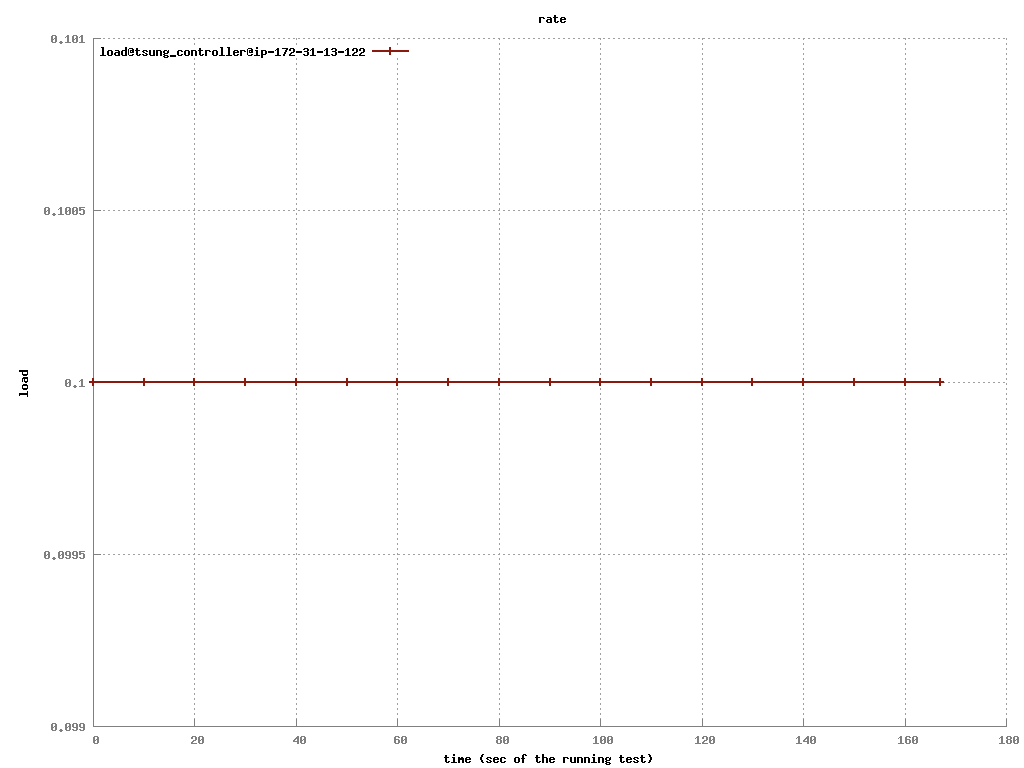 rate
0.101
load@tsung_controller@ip-172-31-13-122
0.1005
load
0.1
0.0995
0.099
0 20 40 60 80 100 120 140 160 180
time (sec of the running test)